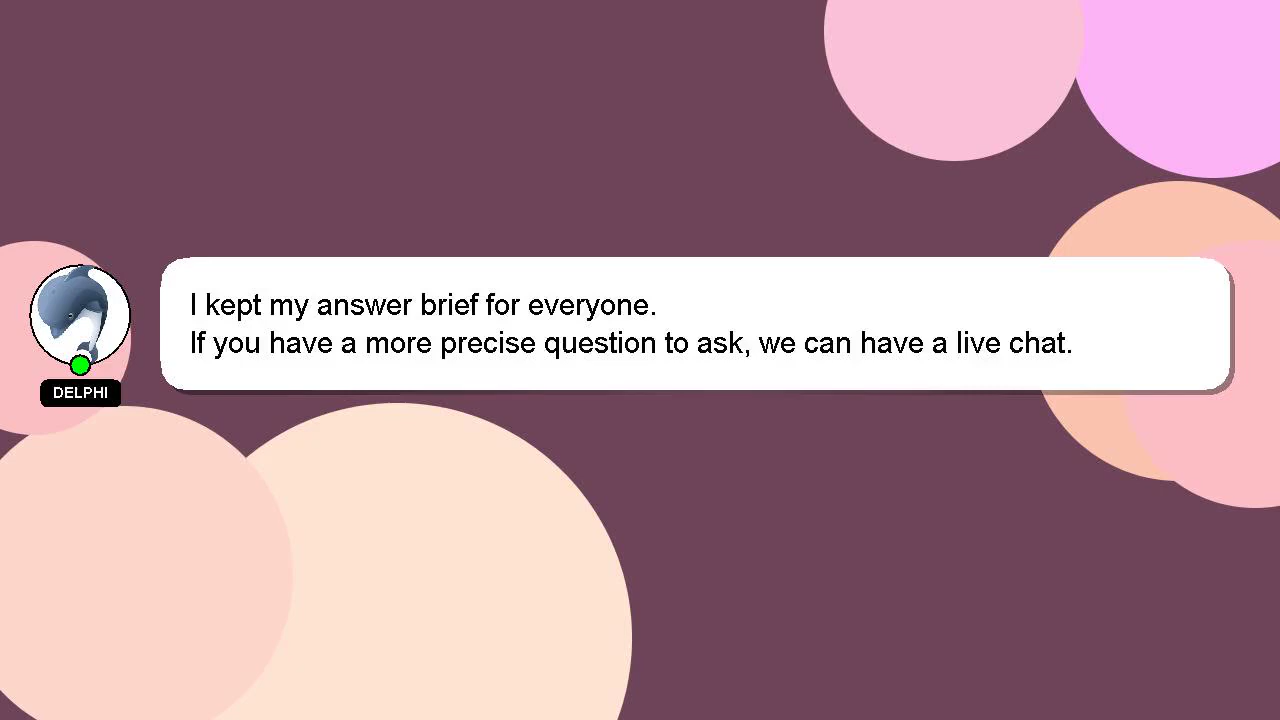 I kept my answer brief for everyone.
If you have a more precise question to ask, we can have a live chat.
DELPHI